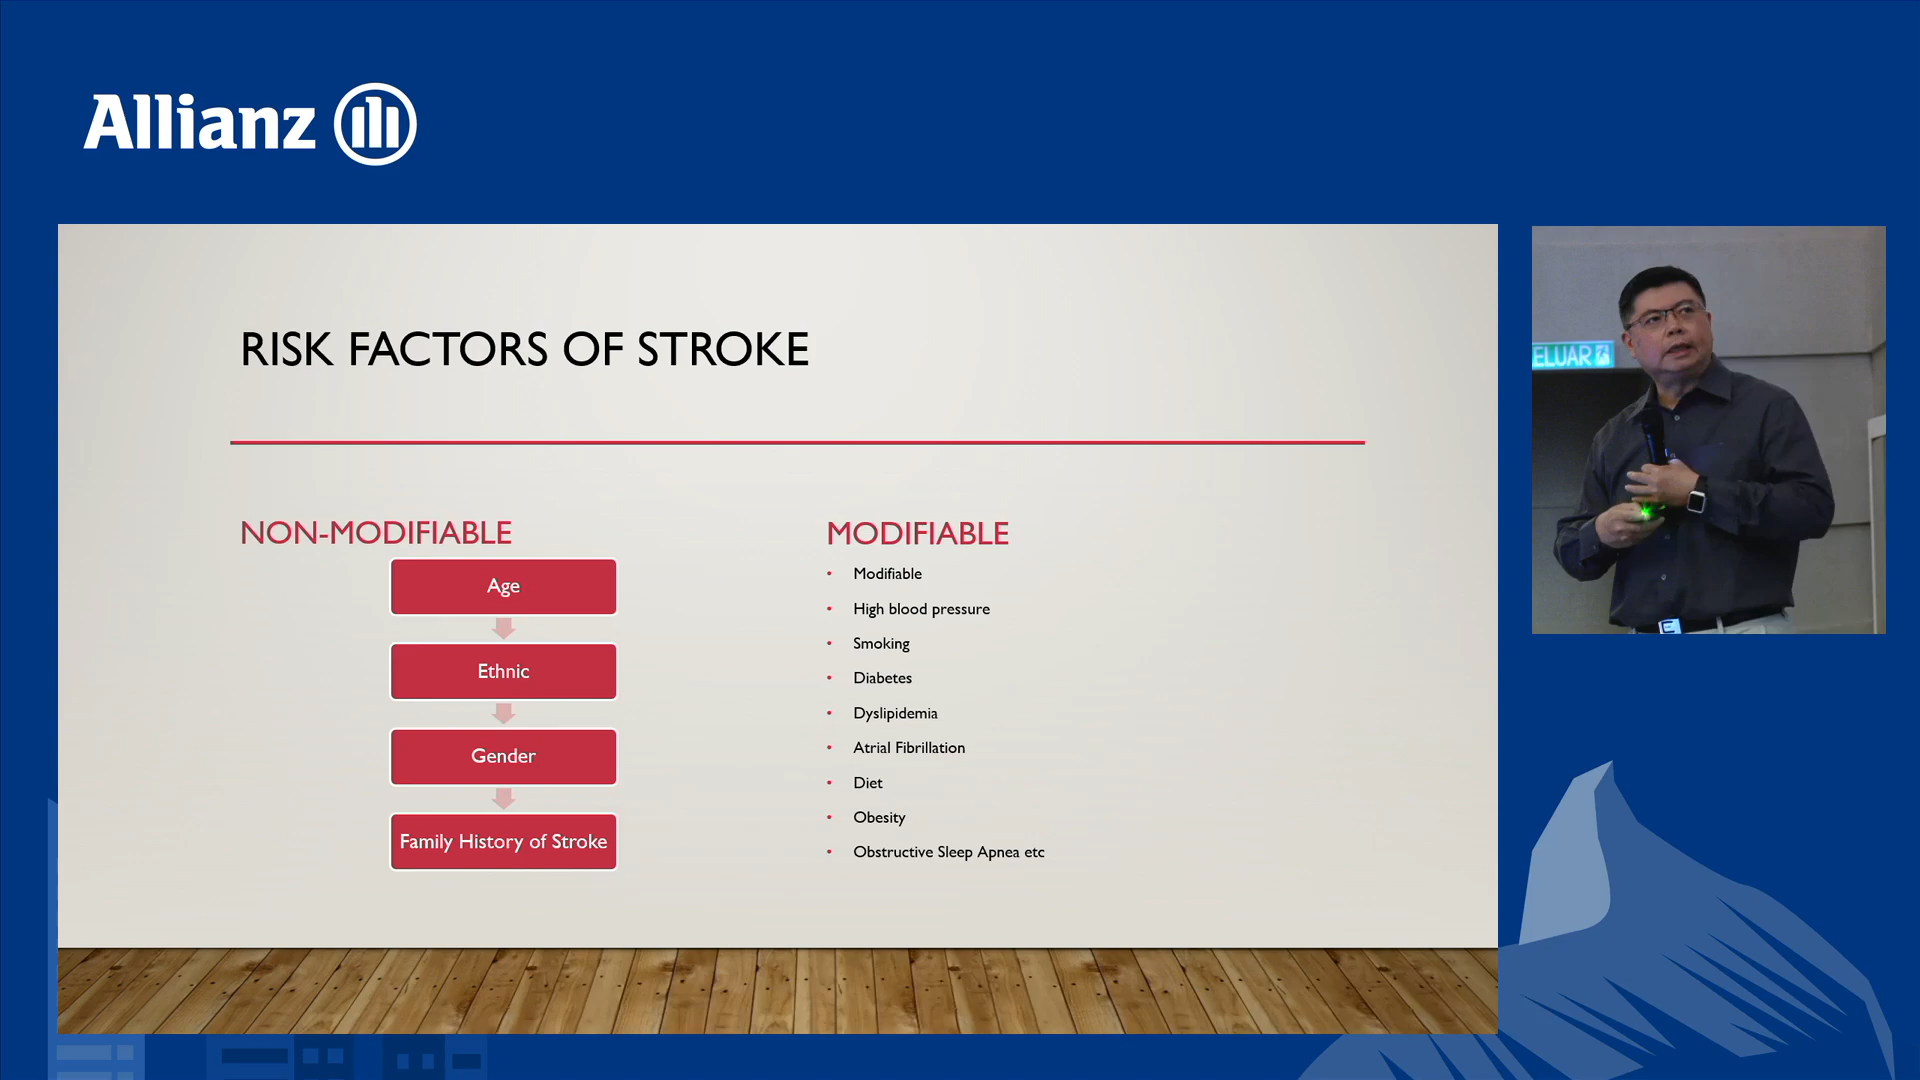 Allianz
RISK FACTORS OF STROKE
NON-MODIFIABLE
Age
Ethnic
Gender
Family History of Stroke
MODIFIABLE
• Modifiable
• High blood pressure
• Smoking
• Diabetes
• Dyslipidemia
• Atrial Fibrillation
• Diet
• Obesity
• Obstructive Sleep Apnea etc
ELUAR